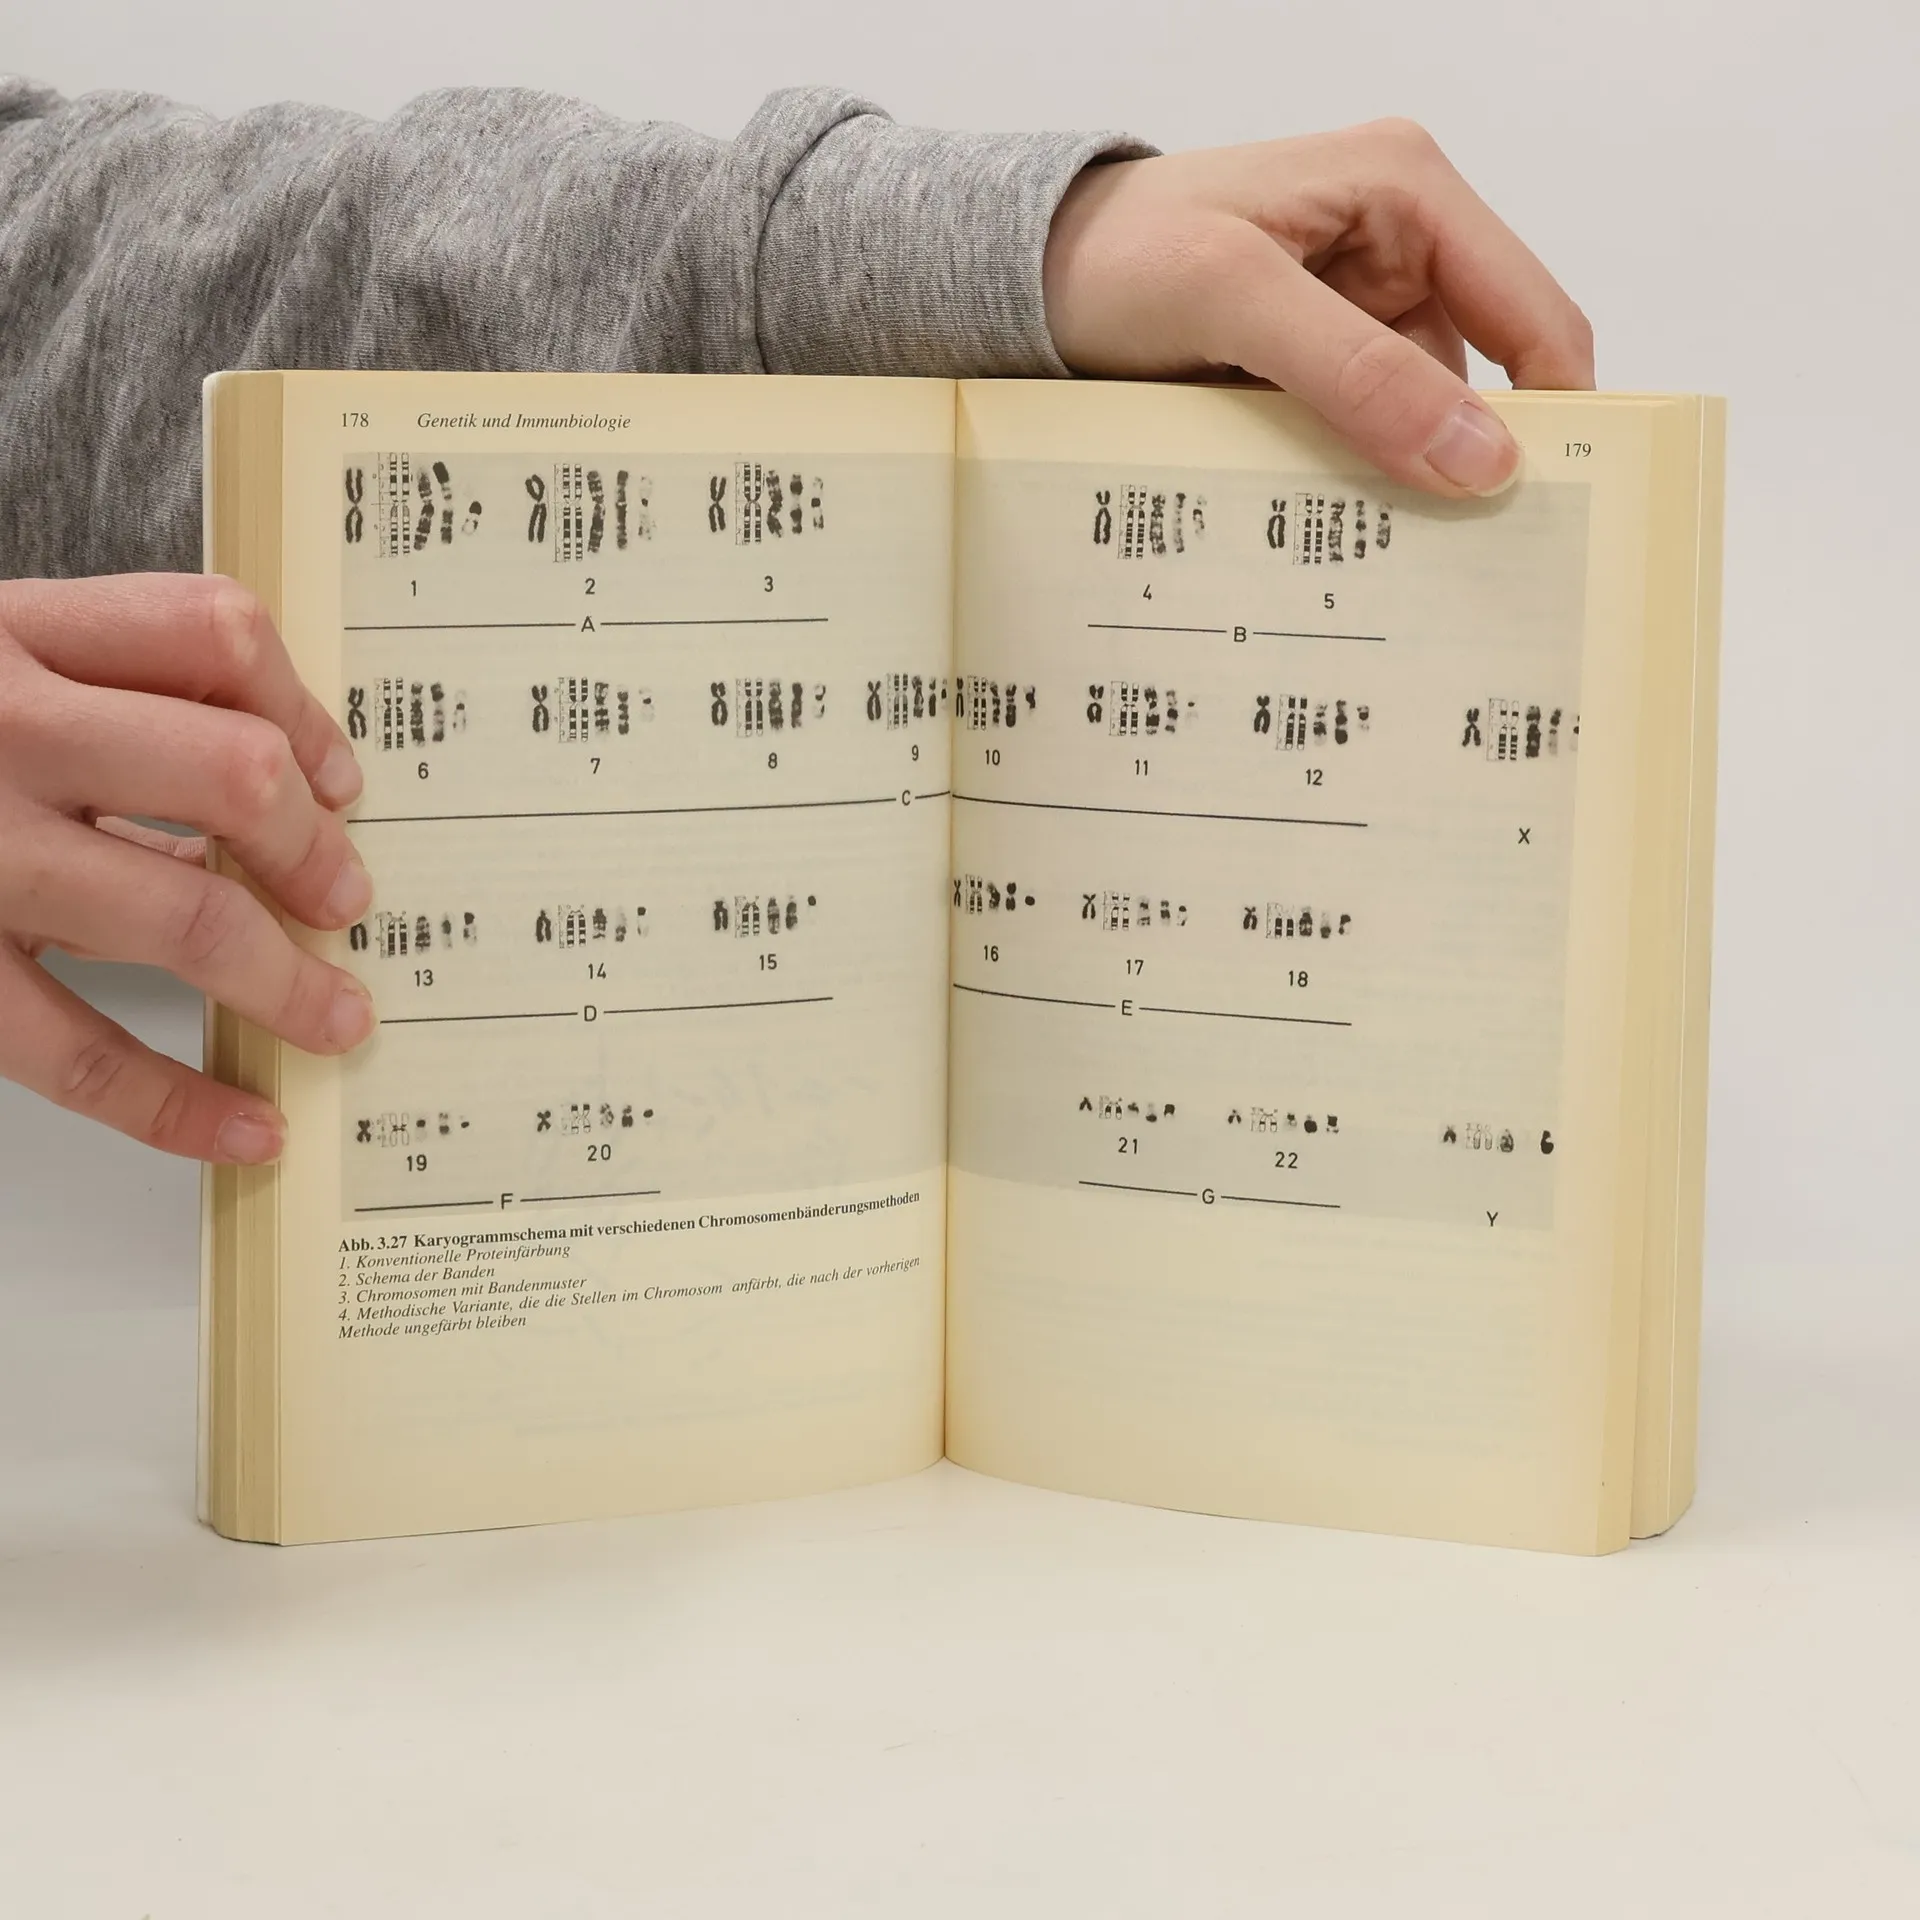 178 Genetik und Immunbiologie
179
1 2 3
A
4 5
B
6 7 8 9 10 11 12
C
X
13 14 15
D
16 17 18
E
19 20
F
21 22
G
Y
Abb. 3.27 Karyogrammschema mit verschiedenen Chromosomenbänderungsmethoden
1. Konventionelle Proteinfärbung
2. Schema der Banden
3. Chromosomen mit Bandenmuster
4. Methodische Variante, die die Stellen im Chromosom anfärbt, die nach der vorherigen
Methode ungefärbt bleiben